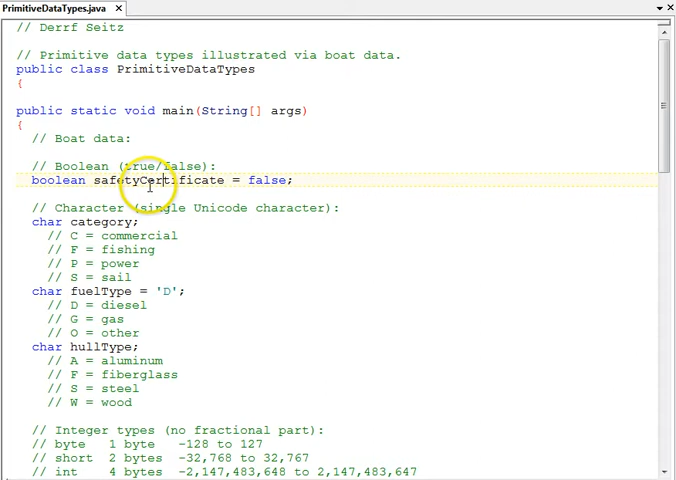 PrimitiveDataTypes.java
// Derrf Seitz
// Primitive data types illustrated via boat data.
public class PrimitiveDataTypes
{
public static void main(String[] args)
{
// Boat data:
// Boolean (true/false):
boolean safetyCertificate = false;
// Character (single Unicode character):
char category;
// C = commercial
// F = fishing
// P = power
// S = sail
char fuelType = 'D';
// D = diesel
// G = gas
// O = other
char hullType;
// A = aluminum
// F = fiberglass
// S = steel
// W = wood
// Integer types (no fractional part):
// byte 1 byte -128 to 127
// short 2 bytes -32,768 to 32,767
// int 4 bytes -2,147,483,648 to 2,147,483,647